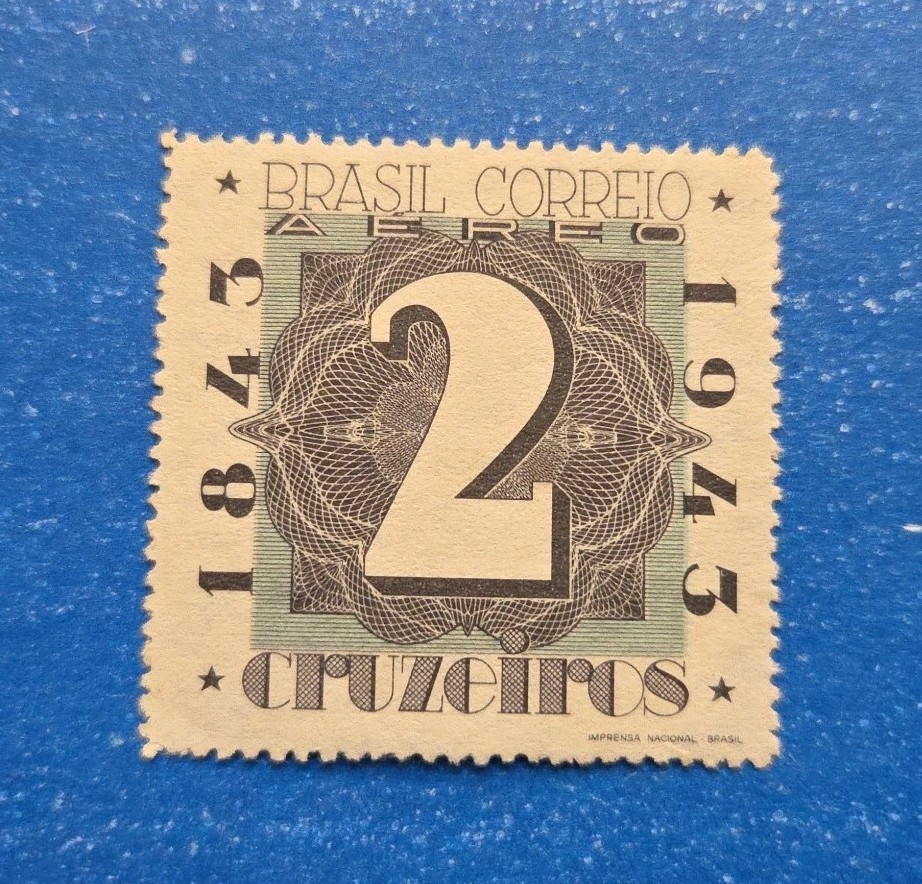 BRASIL CORREIO
AÉREO
1843
1943
2
cruzeiros
IMPRENSA NACIONAL - BRASIL